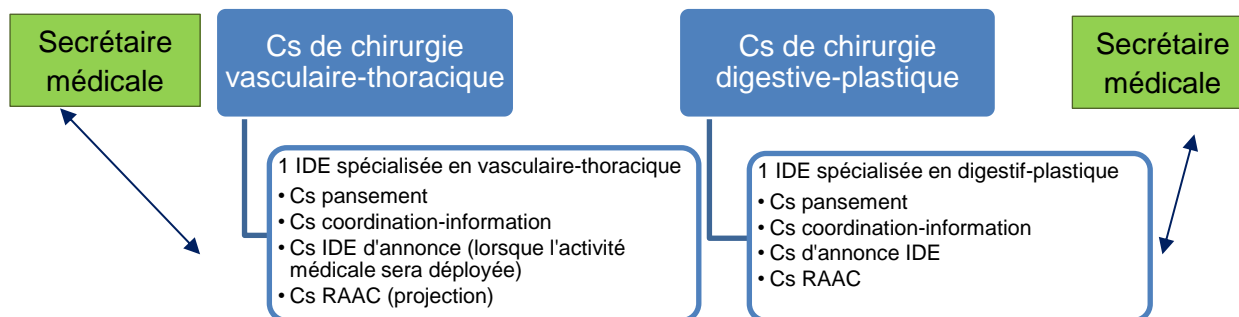 Secrétaire
médicale
Cs de chirurgie
vasculaire-thoracique
Cs de chirurgie
digestive-plastique
Secrétaire
médicale
1 IDE spécialisée en vasculaire-thoracique
• Cs pansement
• Cs coordination-information
• Cs IDE d'annonce (lorsque l'activité
médicale sera déployée)
• Cs RAAC (projection)
1 IDE spécialisée en digestif-plastique
• Cs pansement
• Cs coordination-information
• Cs d'annonce IDE
• Cs RAAC